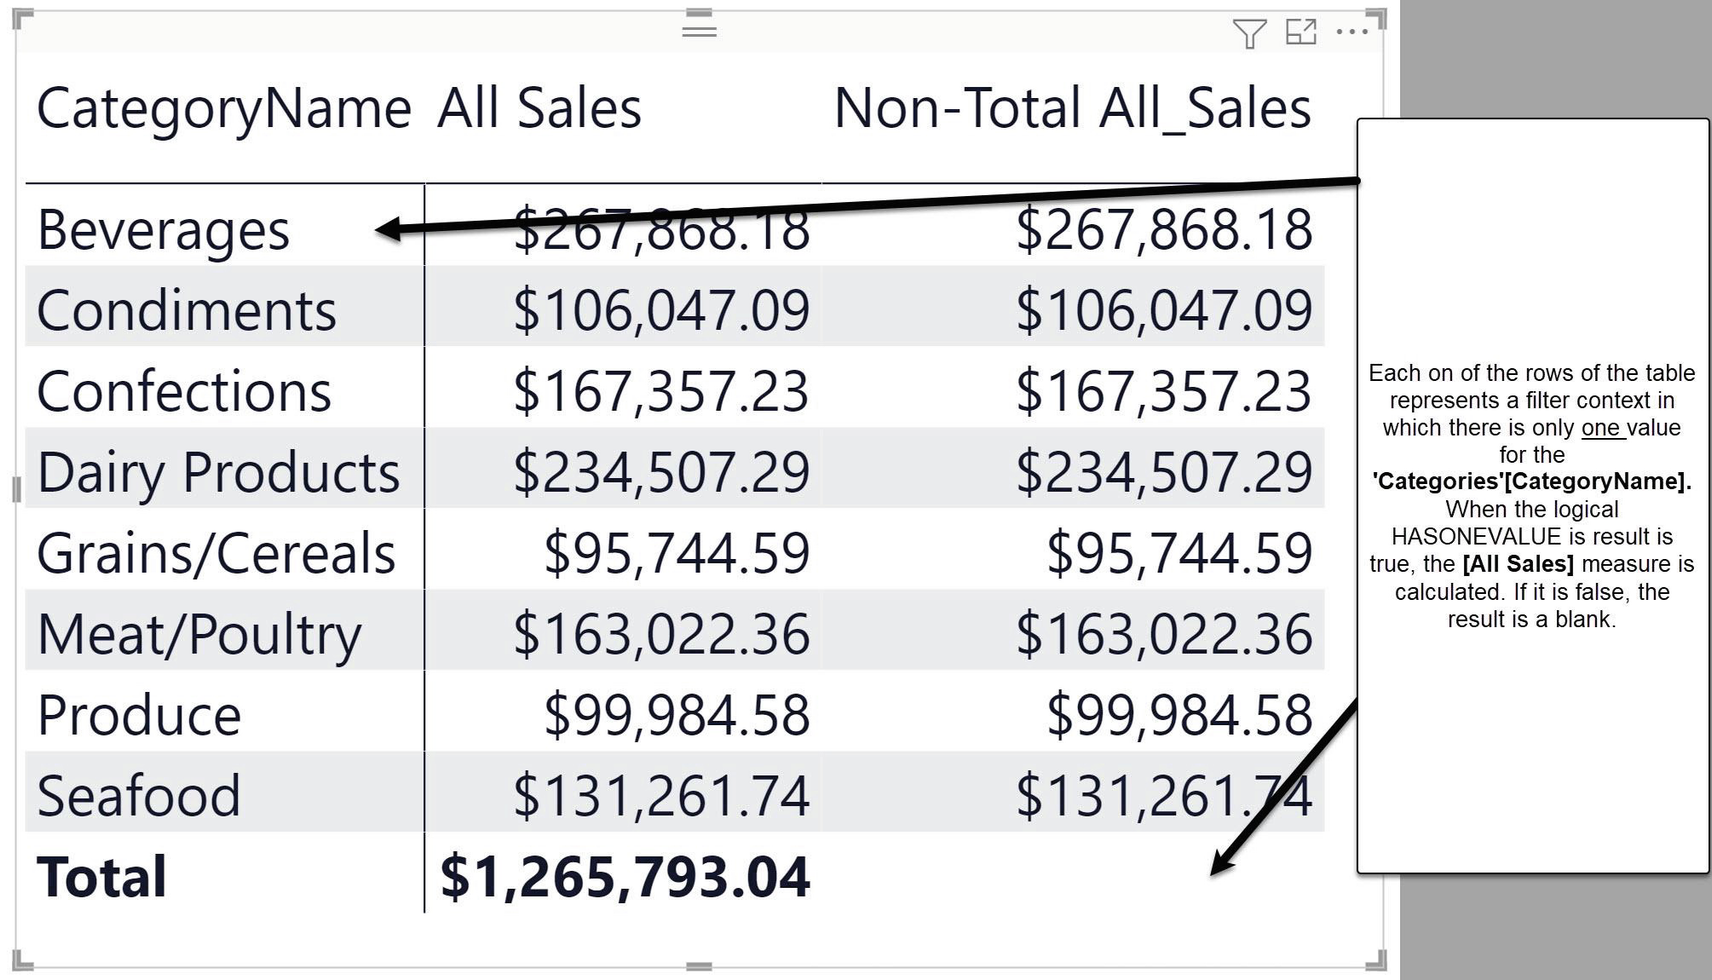 CategoryName All Sales Non-Total All_Sales
Beverages $267,868.18 $267,868.18
Condiments $106,047.09 $106,047.09
Confections $167,357.23 $167,357.23
Dairy Products $234,507.29 $234,507.29
Grains/Cereals $95,744.59 $95,744.59
Meat/Poultry $163,022.36 $163,022.36
Produce $99,984.58 $99,984.58
Seafood $131,261.74 $131,261.74
Total $1,265,793.04
Each on of the rows of the table
represents a filter context in
which there is only one value
for the
'Categories'[CategoryName].
When the logical
HASONEVALUE is result is
true, the [All Sales] measure is
calculated. If it is false, the
result is a blank.